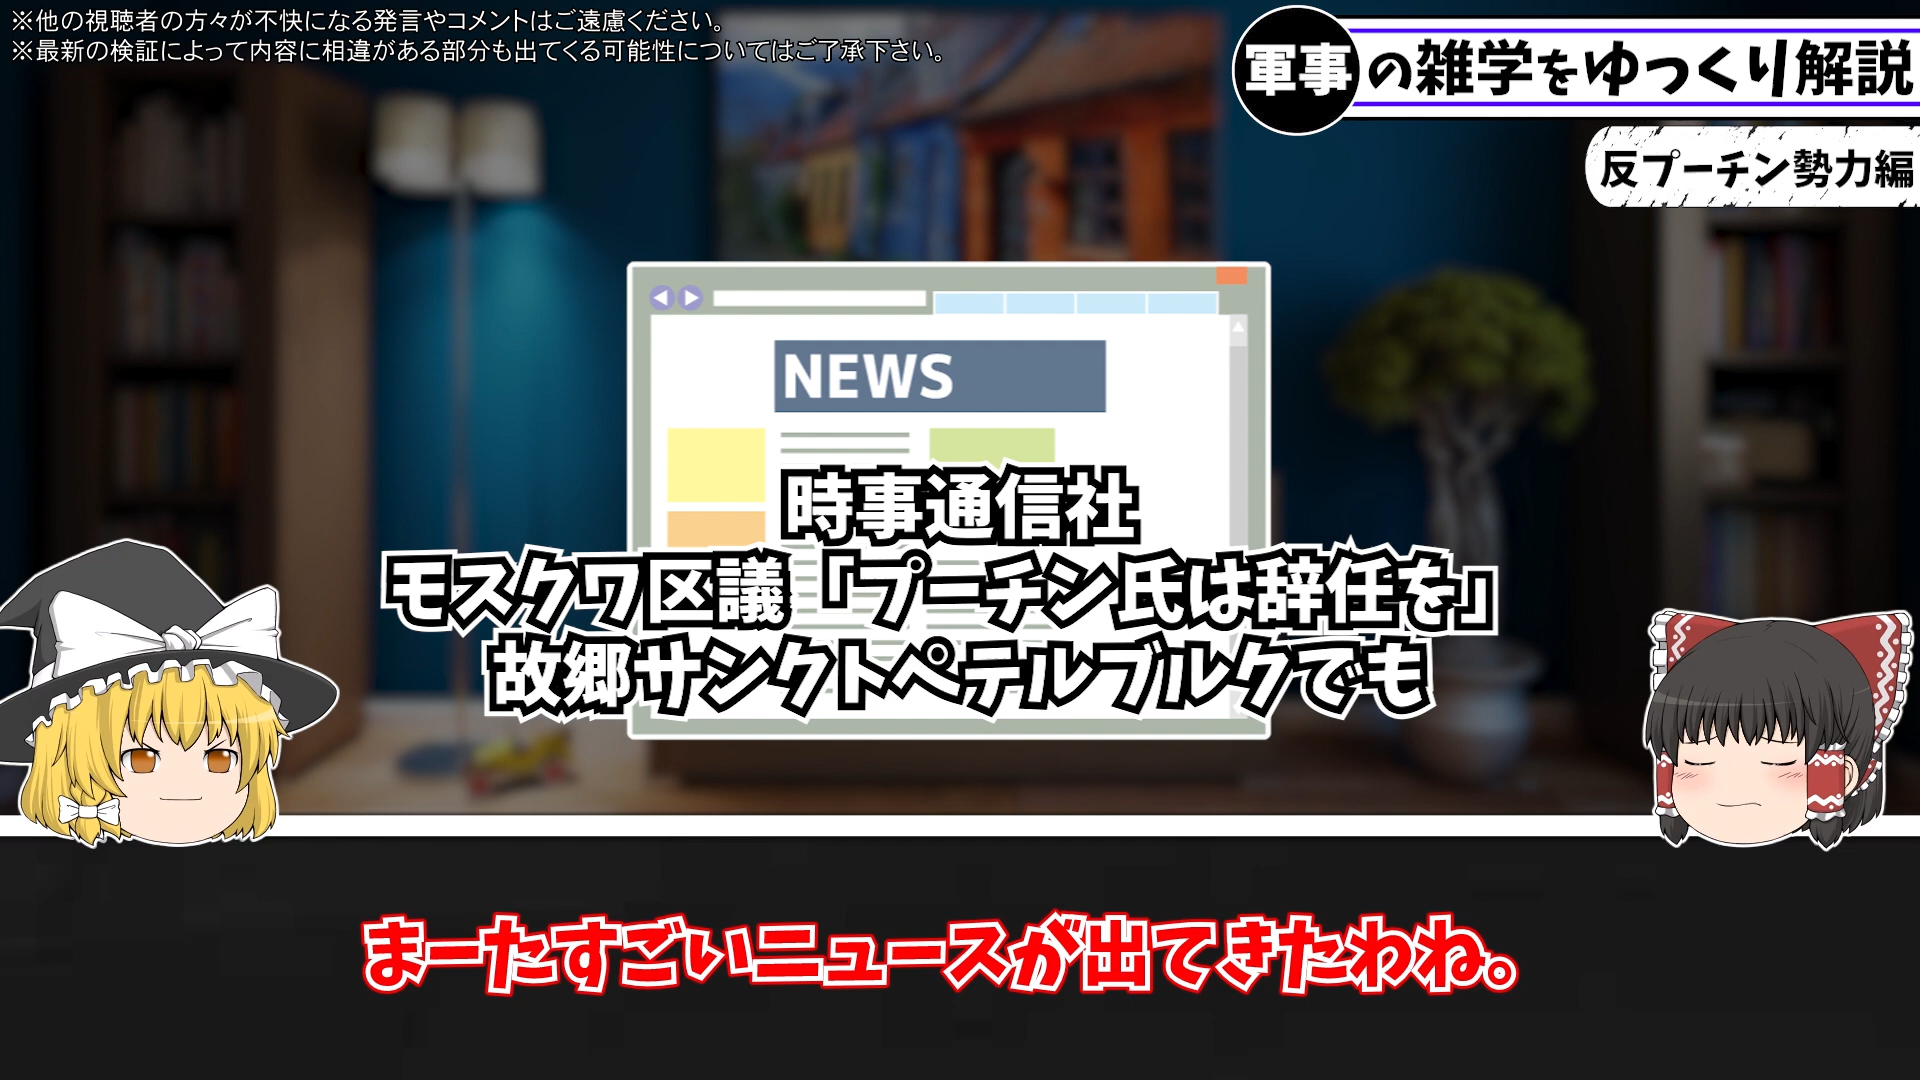 ※他の視聴者の方々が不快になる発言やコメントはご遠慮ください。
※最新の検証によって内容に相違がある部分も出てくる可能性についてはご了承下さい。
軍事の雑学をゆっくり解説
反プーチン勢力編
NEWS
時事通信社
モスクワ区議「プーチン氏は辞任を」
故郷サンクトペテルブルクでも
まーたすごいニュースが出てきたわね。